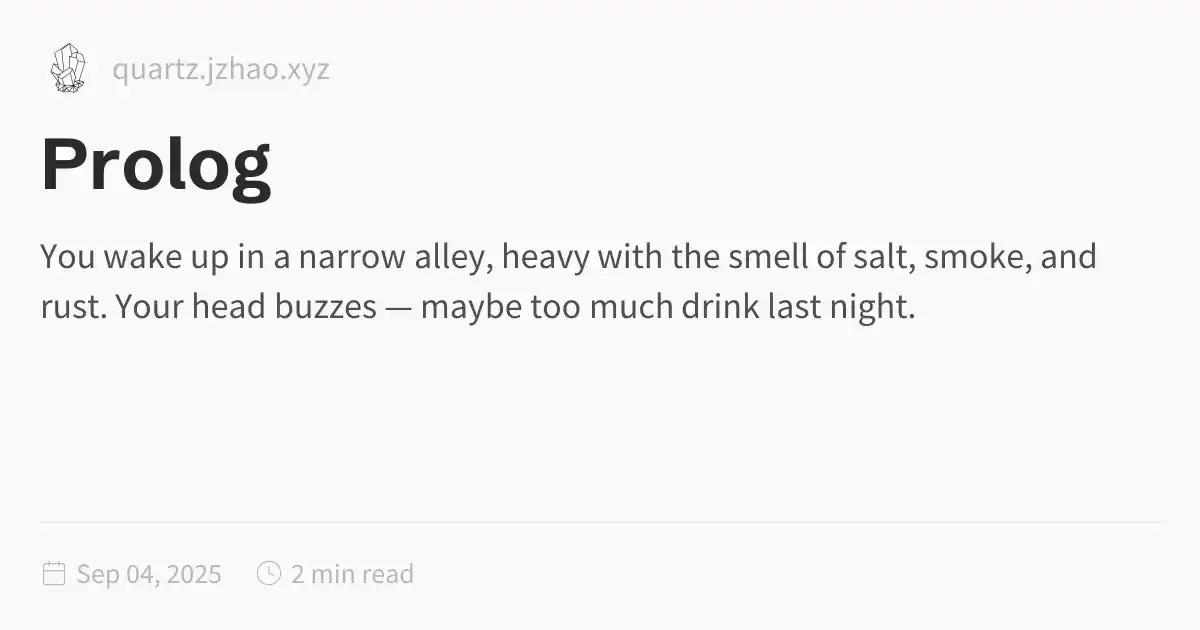 quartz.jzhao.xyz
Prolog
You wake up in a narrow alley, heavy with the smell of salt, smoke, and
rust. Your head buzzes — maybe too much drink last night.
Sep 04, 2025 2 min read